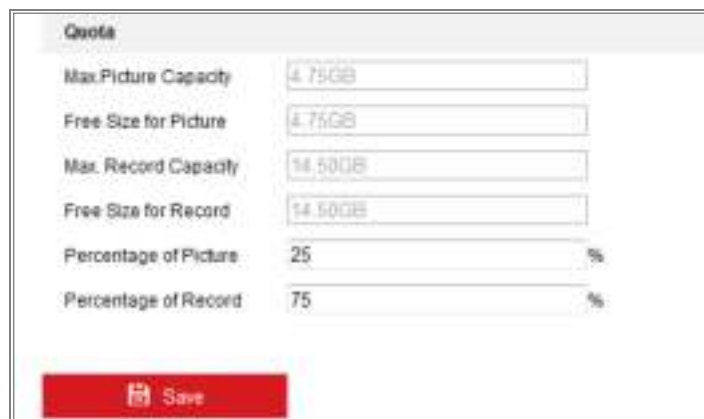 Quota
Max.Picture Capacity 4.75GB
Free Size for Picture 4.75GB
Max. Record Capacity 14.50GB
Free Size for Record 14.50GB
Percentage of Picture 25 %
Percentage of Record 75 %
Save